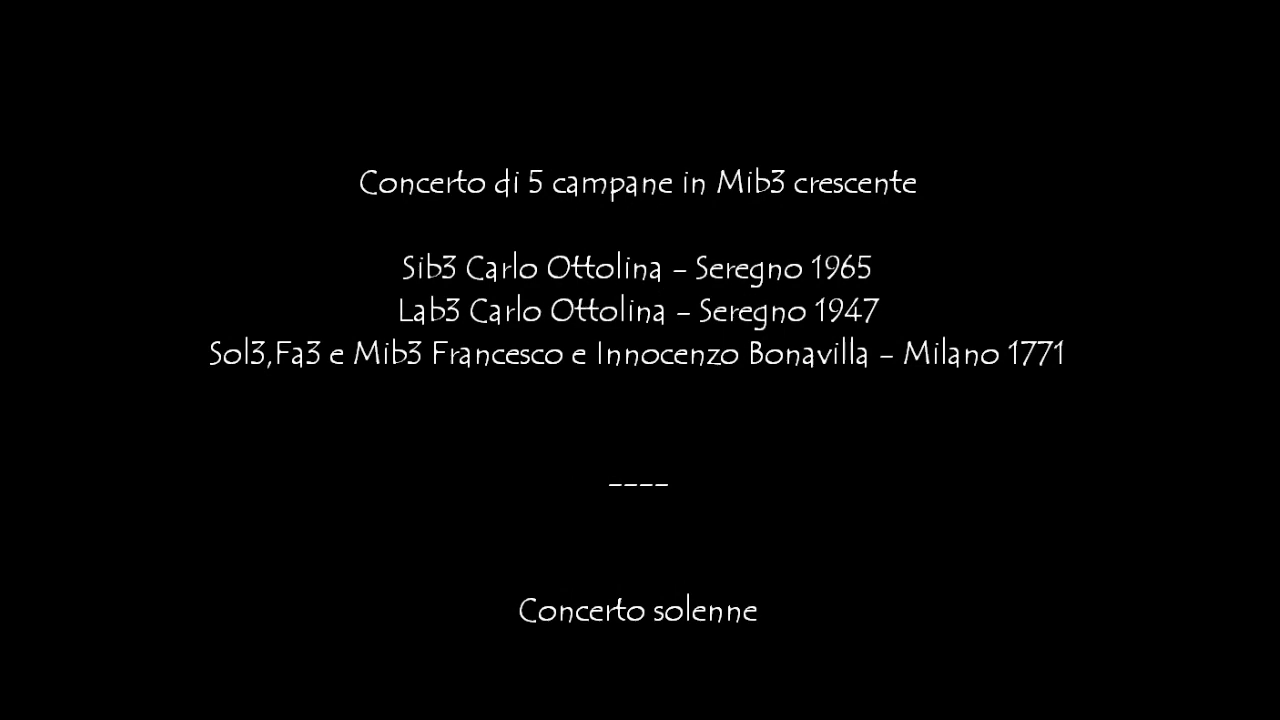 Concerto di 5 campane in Mib3 crescente
Sib3 Carlo Ottolina - Seregno 1965
Lab3 Carlo Ottolina - Seregno 1947
Sol3,Fa3 e Mib3 Francesco e Innocenzo Bonavilla - Milano 1771
----
Concerto solenne